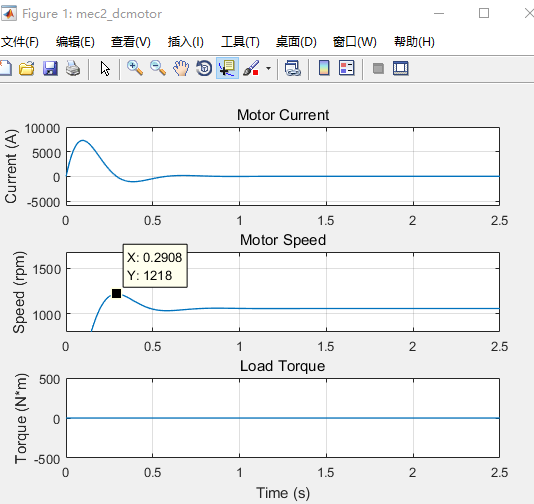 Figure 1: mec2_dcmotor
文件(F) 编辑(E) 查看(V) 插入(I) 工具(T) 桌面(D) 窗口(W) 帮助(H)
Motor Current
Current (A)
10000
5000
0
-5000
0 0.5 1 1.5 2 2.5
Motor Speed
Speed (rpm)
1500
1000
X: 0.2908
Y: 1218
0 0.5 1 1.5 2 2.5
Load Torque
Torque (N*m)
500
0
-500
0 0.5 1 1.5 2 2.5
Time (s)